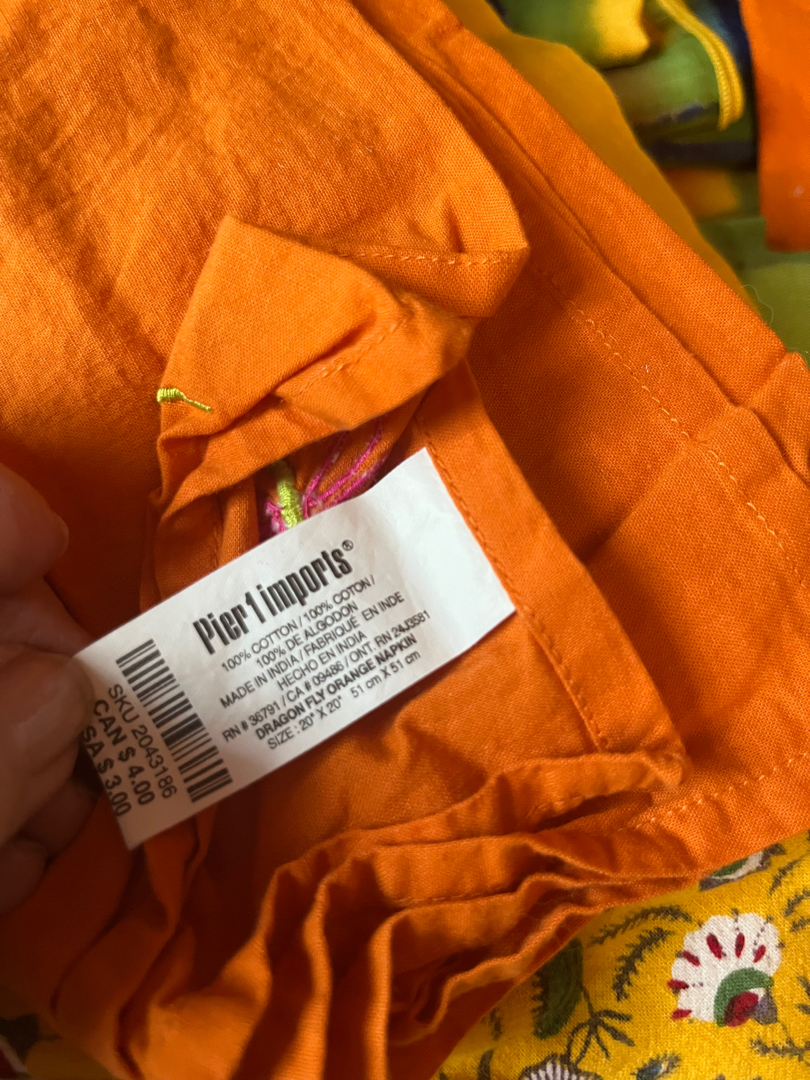 Pier 1 imports®
100% COTTON / 100% COTON /
100% DE ALGODON
MADE IN INDIA / FABRIQUÉ EN INDE
HECHO EN INDIA
RN # 36791 / CA # 09486 / ONT. RN 24J3581
DRAGON FLY ORANGE NAPKIN
SIZE : 20" X 20" 51 cm X 51 cm
SKU 2043186
CAN $ 4.00
SA $ 3.00